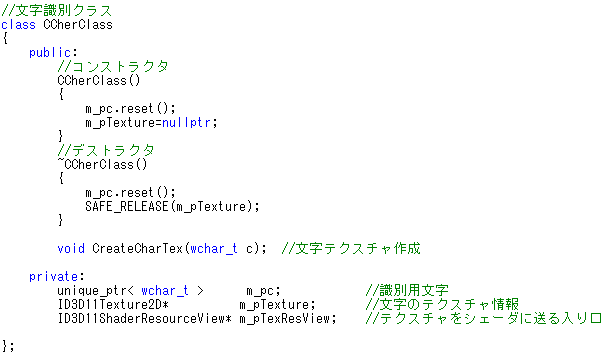 //文字識別クラス
class CCherClass
{
    public:
        //コンストラクタ
        CCherClass()
        {
            m_pc.reset();
            m_pTexture=nullptr;
        }
        //デストラクタ
        ~CCherClass()
        {
            m_pc.reset();
            SAFE_RELEASE(m_pTexture);
        }

        void CreateCharTex(wchar_t c);  //文字テクスチャ作成

    private:
        unique_ptr< wchar_t >      m_pc;            //識別用文字
        ID3D11Texture2D*          m_pTexture;      //文字のテクスチャ情報
        ID3D11ShaderResourceView* m_pTexResView;   //テクスチャをシェーダに送る入り口

};